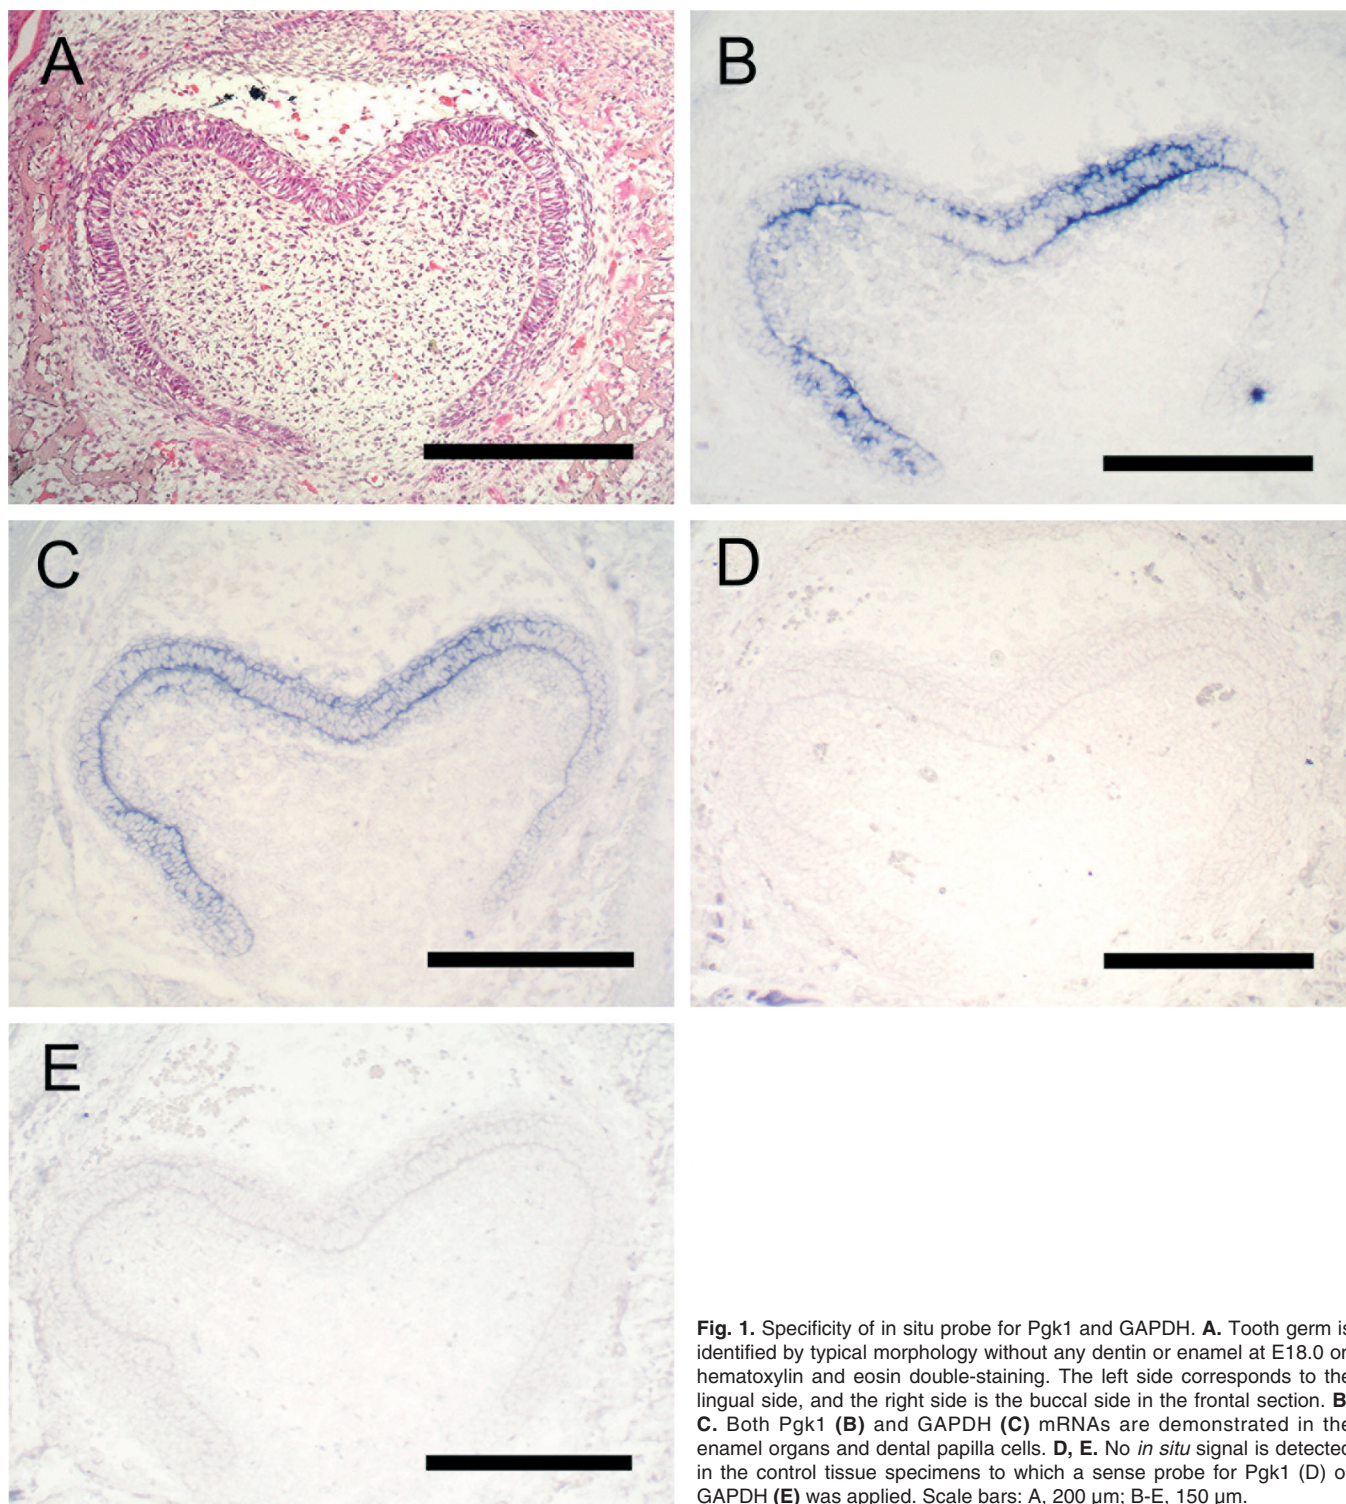 A
B
C
D
E
Fig. 1. Specificity of in situ probe for Pgk1 and GAPDH. A. Tooth germ is
identified by typical morphology without any dentin or enamel at E18.0 on
hematoxylin and eosin double-staining. The left side corresponds to the
lingual side, and the right side is the buccal side in the frontal section. B,
C. Both Pgk1 (B) and GAPDH (C) mRNAs are demonstrated in the
enamel organs and dental papilla cells. D, E. No in situ signal is detected
in the control tissue specimens to which a sense probe for Pgk1 (D) or
GAPDH (E) was applied. Scale bars: A, 200 µm; B-E, 150 µm.